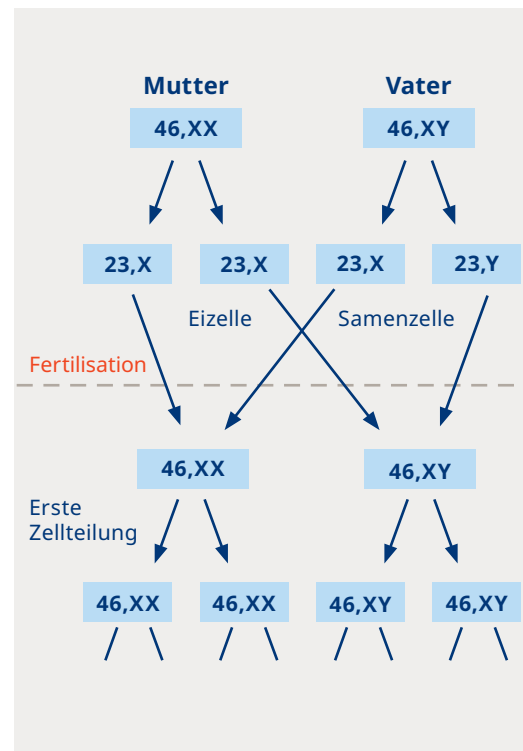 Mutter
Vater
46,XX
46,XY
23,X
23,X
23,X
23,Y
Eizelle
Samenzelle
Fertilisation
46,XX
46,XY
Erste
Zellteilung
46,XX
46,XX
46,XY
46,XY